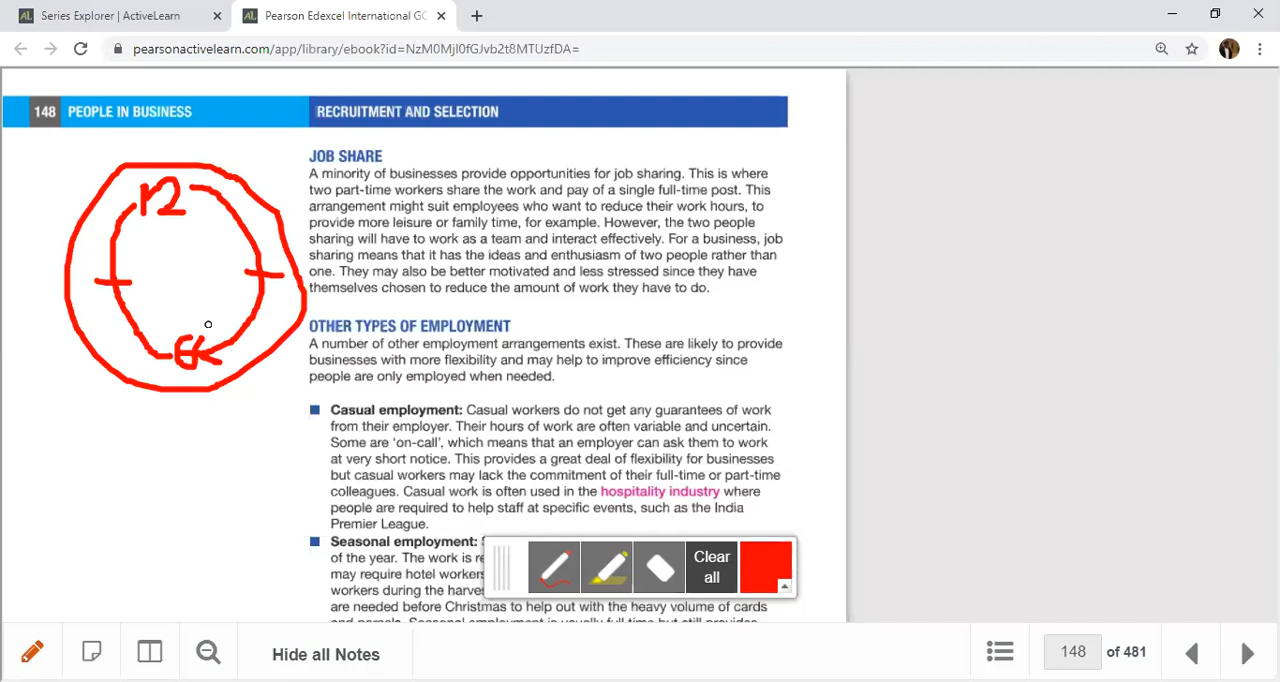 Series Explorer | ActiveLearn
Pearson Edexcel International GC
pearsonactivelearn.com/app/library/ebook?id=NzM0MjI0fGJvb2t8MTUzfDA=
148 PEOPLE IN BUSINESS
RECRUITMENT AND SELECTION
12
JOB SHARE
A minority of businesses provide opportunities for job sharing. This is where
two part-time workers share the work and pay of a single full-time post. This
arrangement might suit employees who want to reduce their work hours, to
provide more leisure or family time, for example. However, the two people
sharing will have to work as a team and interact effectively. For a business, job
sharing means that it has the ideas and enthusiasm of two people rather than
one. They may also be better motivated and less stressed since they have
themselves chosen to reduce the amount of work they have to do.
OTHER TYPES OF EMPLOYMENT
A number of other employment arrangements exist. These are likely to provide
businesses with more flexibility and may help to improve efficiency since
people are only employed when needed.
Casual employment: Casual workers do not get any guarantees of work
from their employer. Their hours of work are often variable and uncertain.
Some are ‘on-call’, which means that an employer can ask them to work
at very short notice. This provides a great deal of flexibility for businesses
but casual workers may lack the commitment of their full-time or part-time
colleagues. Casual work is often used in the hospitality industry where
people are required to help staff at specific events, such as the India
Premier League.
Seasonal employment:
of the year. The work is
may require hotel workers
workers during the
are needed before Christmas to help out with the heavy volume of cards
and parcels. Seasonal employment is usually full-time but still provides
Clear
all
Hide all Notes
148 of 481